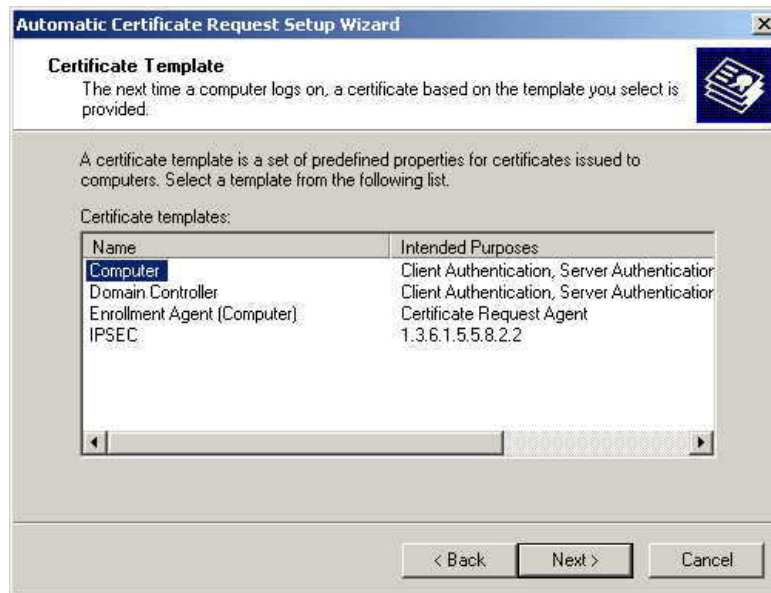 Automatic Certificate Request Setup Wizard
Certificate Template
The next time a computer logs on, a certificate based on the template you select is
provided.
A certificate template is a set of predefined properties for certificates issued to
computers. Select a template from the following list.
Certificate templates:
Name Intended Purposes
Computer Client Authentication, Server Authentication
Domain Controller Client Authentication, Server Authentication
Enrollment Agent (Computer) Certificate Request Agent
IPSEC 1.3.6.1.5.5.8.2.2
< Back Next > Cancel